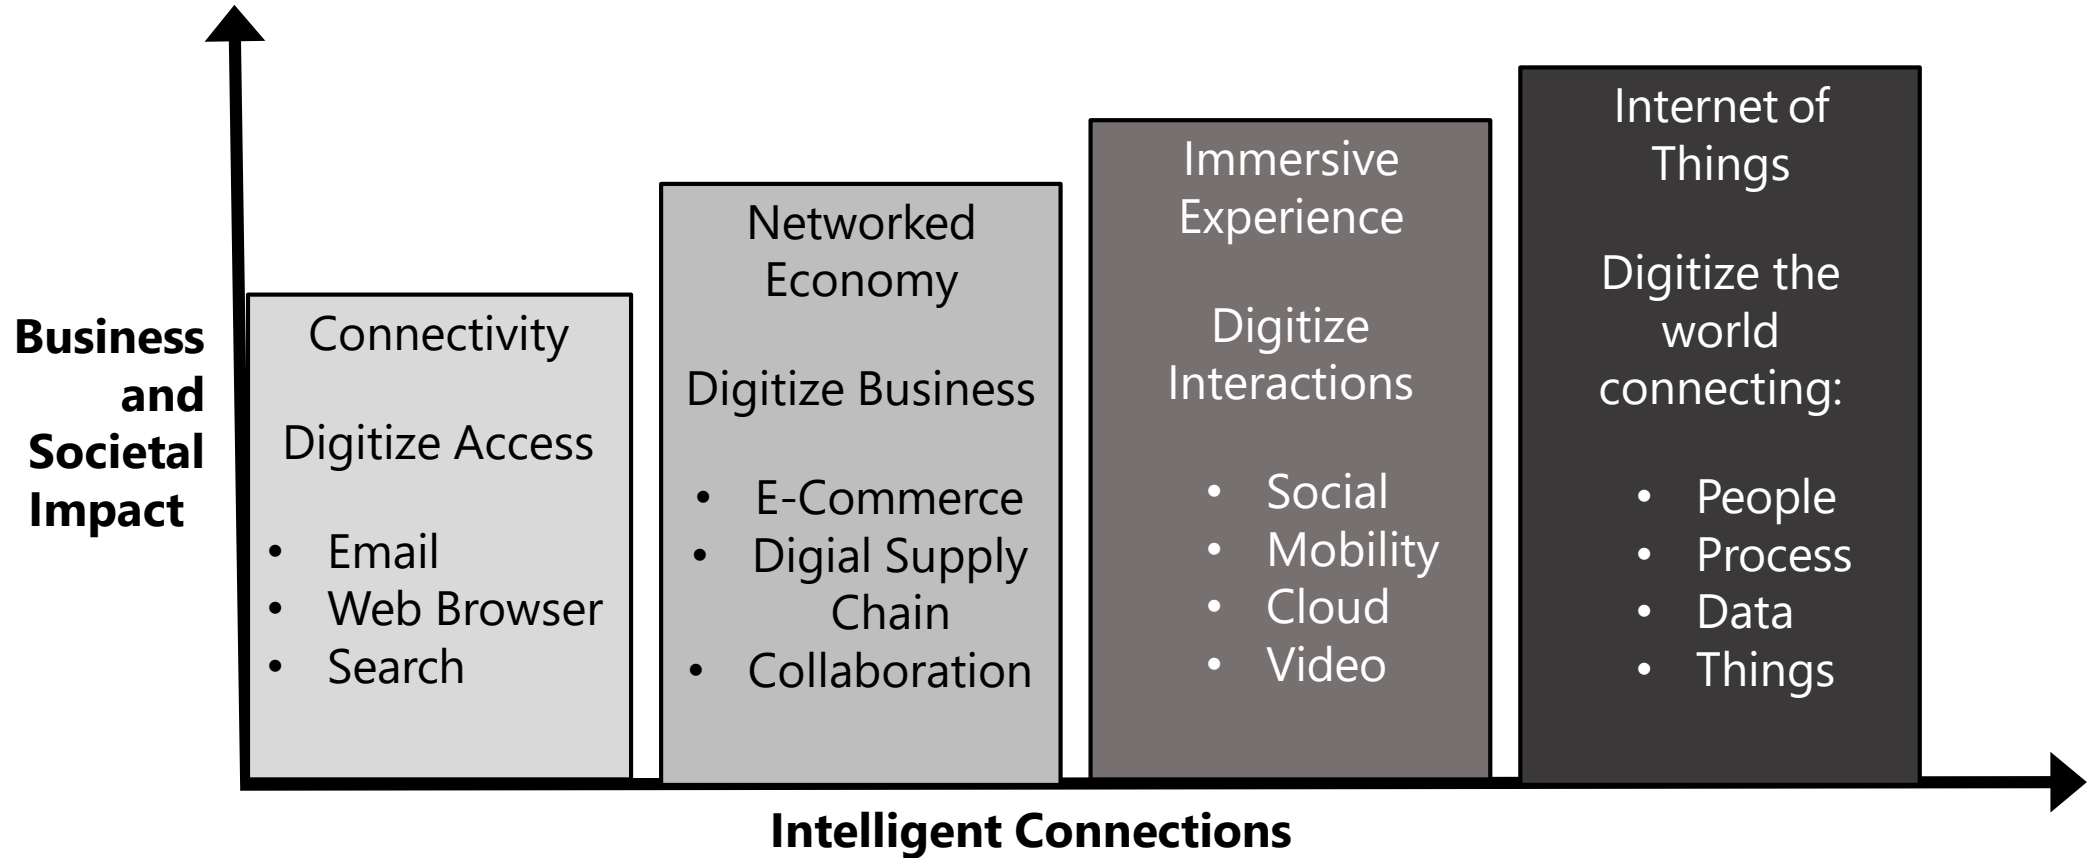 Business
and
Societal
Impact
Connectivity
Digitize Access
• Email
• Web Browser
• Search
Networked
Economy
Digitize Business
• E-Commerce
• Digial Supply
Chain
• Collaboration
Immersive
Experience
Digitize
Interactions
• Social
• Mobility
• Cloud
• Video
Internet of
Things
Digitize the
world
connecting:
• People
• Process
• Data
• Things
Intelligent Connections